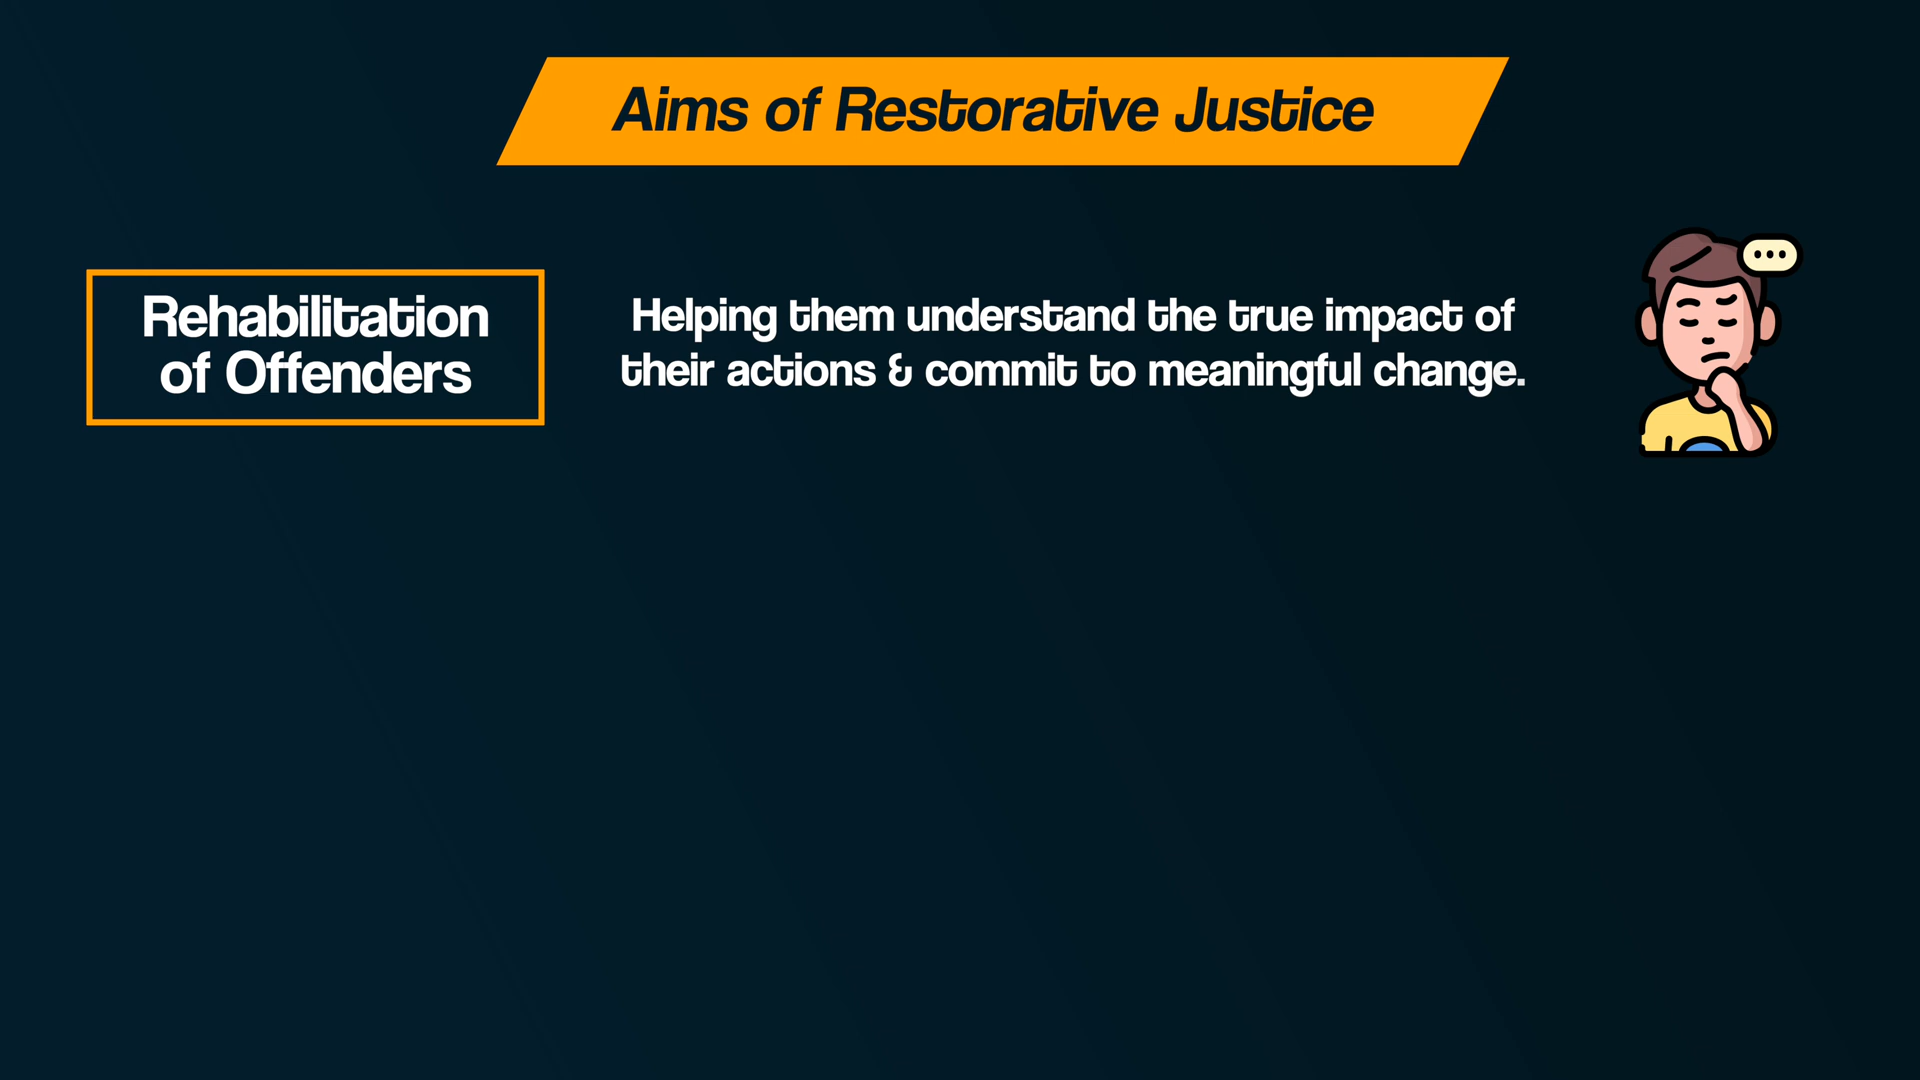 Aims of Restorative Justice
Rehabilitation
of Offenders
Helping them understand the true impact of
their actions & commit to meaningful change.